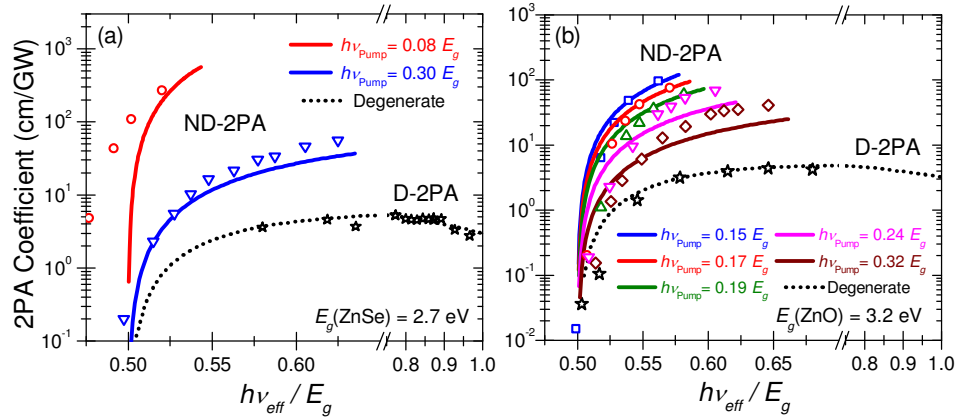 (a)
hν_Pump = 0.08 E_g
hν_Pump = 0.30 E_g
Degenerate
ND-2PA
D-2PA
E_g(ZnSe) = 2.7 eV
2PA Coefficient (cm/GW)
10^3
10^2
10^1
10^0
10^-1
0.50 0.55 0.60 0.8 0.9 1.0
hν_eff / E_g
(b)
ND-2PA
D-2PA
hν_Pump = 0.15 E_g
hν_Pump = 0.17 E_g
hν_Pump = 0.19 E_g
hν_Pump = 0.24 E_g
hν_Pump = 0.32 E_g
Degenerate
E_g(ZnO) = 3.2 eV
10^3
10^2
10^1
10^0
10^-1
10^-2
0.50 0.55 0.60 0.65 0.8 0.9 1.0
hν_eff / E_g